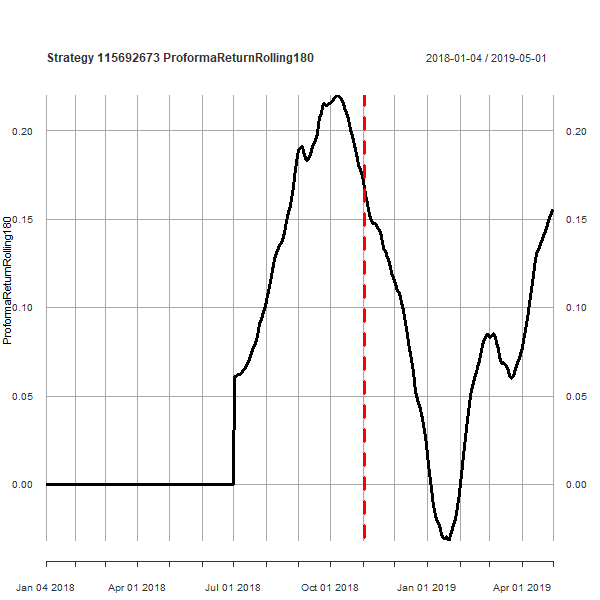 Strategy 115692673 ProformaReturnRolling180
2018-01-04 / 2019-05-01
ProformaReturnRolling180
0.20
0.15
0.10
0.05
0.00
0.20
0.15
0.10
0.05
0.00
Jan 04 2018
Apr 01 2018
Jul 01 2018
Oct 01 2018
Jan 01 2019
Apr 01 2019